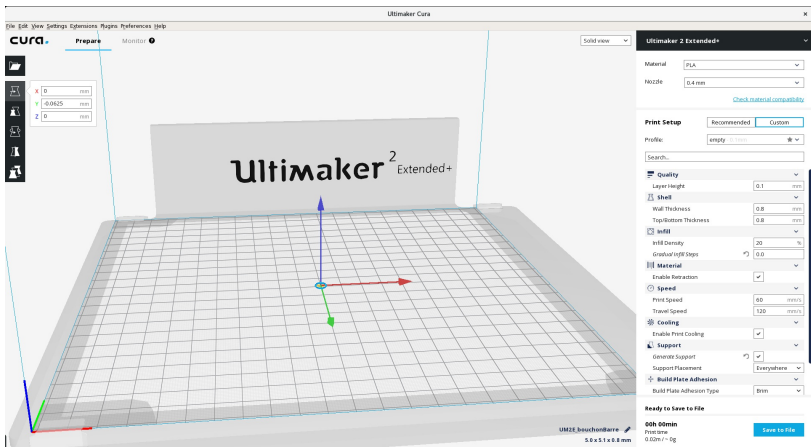 Ultimaker Cura
File Edit View Settings Extensions Plugins Preferences Help
cura. Prepare Monitor
Solid view
Ultimaker 2 Extended+
X 0 mm
Y -0.0625 mm
Z 0 mm
Material PLA
Nozzle 0.4 mm
Check material compatibility
Print Setup Recommended Custom
Profile: empty
Search...
Quality
Layer Height 0.1 mm
Shell
Wall Thickness 0.8 mm
Top/Bottom Thickness 0.8 mm
Infill
Infill Density 20 %
Gradual Infill Steps 0.0
Material
Enable Retraction
Speed
Print Speed 60 mm/s
Travel Speed 120 mm/s
Cooling
Enable Print Cooling
Support
Generate Support
Support Placement Everywhere
Build Plate Adhesion
Build Plate Adhesion Type Brim
Ultimaker 2 Extended+
Ready to Save to File
00h 00min
Print time
0.02m / ~ 0g
Save to File
UM2E_bouchonBarre
5.0 x 5.1 x 0.8 mm